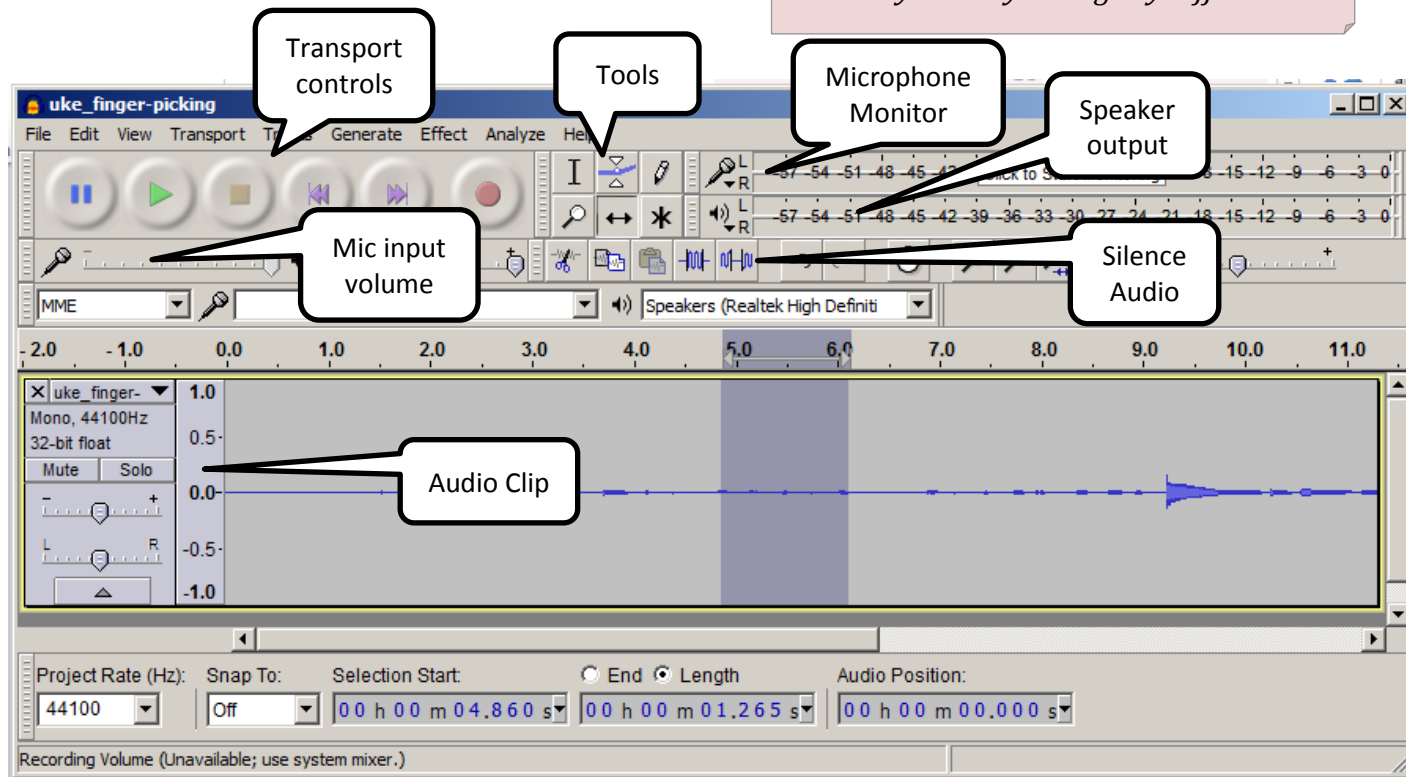 Transport
controls
Tools
Microphone
Monitor
Speaker
output
uke_finger-picking
File Edit View Transport Generate Effect Analyze
L
R
-57 -54 -51 -48 -45 -42 Click to -15 -12 -9 -6 -3 0
L
R
-57 -54 -51 -48 -45 -42 -39 -36 -33 -30 -27 -24 -21 -18 -15 -12 -9 -6 -3 0
Mic input
volume
Silence
Audio
- + +
MME Speakers (Realtek High Definiti
-2.0 -1.0 0.0 1.0 2.0 3.0 4.0 5.0 6.0 7.0 8.0 9.0 10.0 11.0
uke_finger-
Mono, 44100Hz
32-bit float
Mute Solo
- +
L R
1.0
0.5
0.0
-0.5
-1.0
Audio Clip
Project Rate (Hz): Snap To: Selection Start: End Length Audio Position:
44100 Off 00 h 00 m 04.860 s 00 h 00 m 01.265 s 00 h 00 m 00.000 s
Recording Volume (Unavailable; use system mixer.)